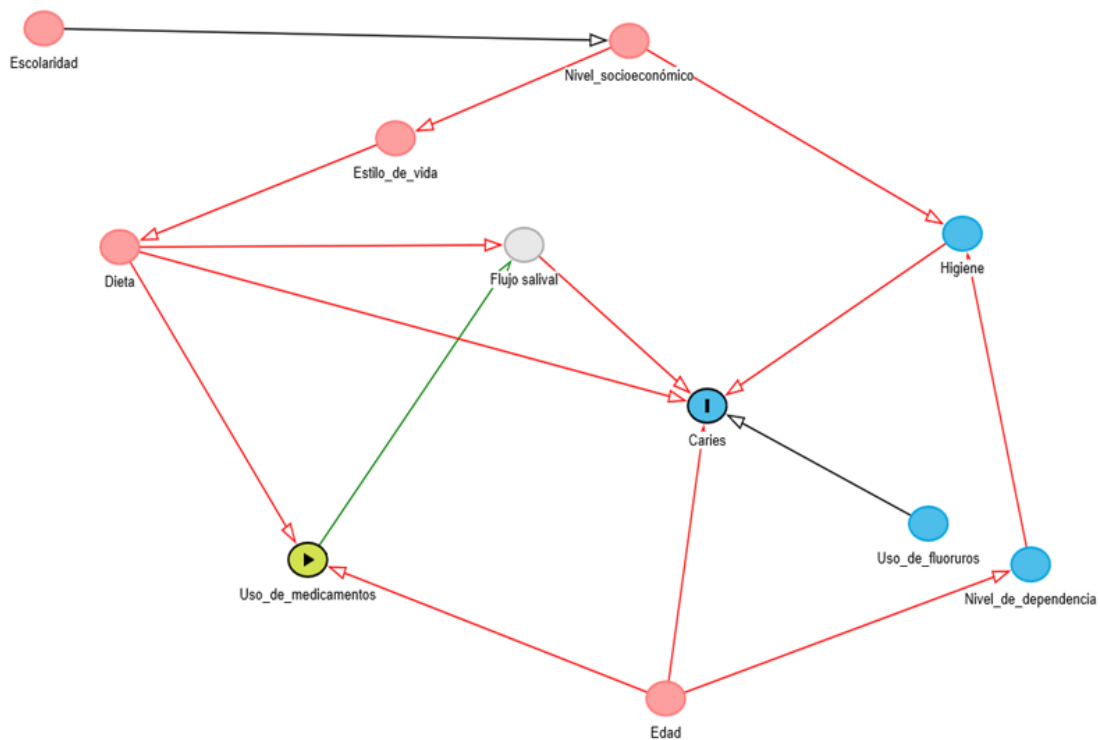 Escolaridad
Nivel_socioeconómico
Estilo_de_vida
Dieta
Flujo salival
Higiene
Caries
Uso_de_fluoruros
Uso_de_medicamentos
Nivel_de_dependencia
Edad